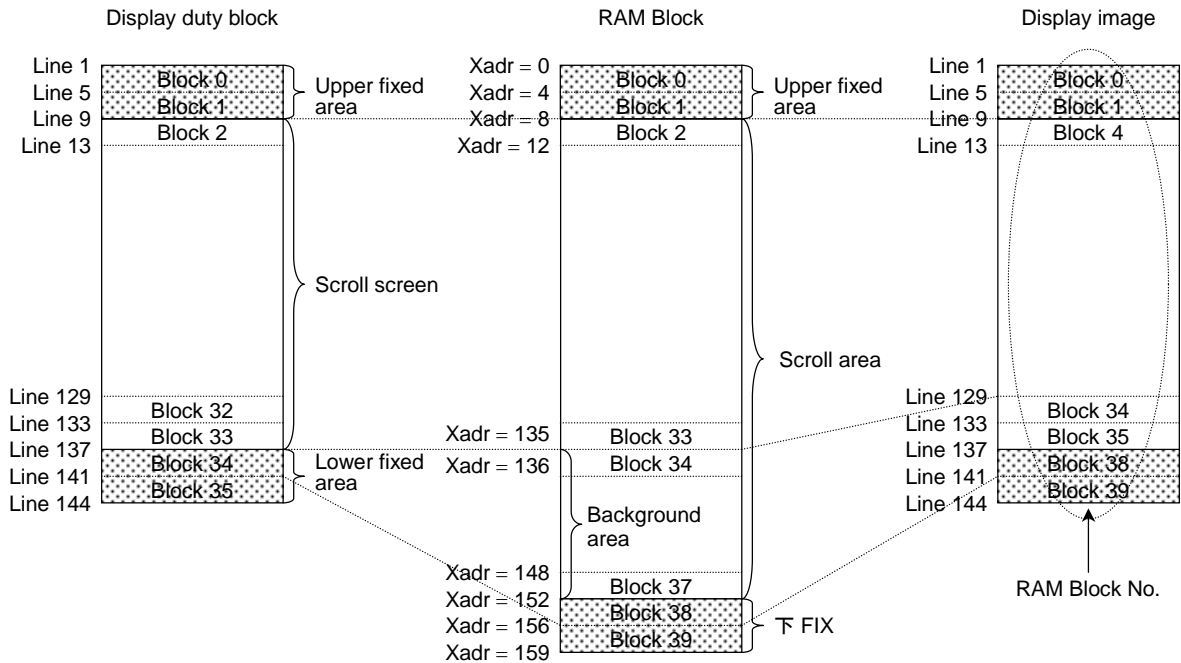 Display duty block
Line 1
Line 5
Line 9
Line 13
Line 129
Line 133
Line 137
Line 141
Line 144
Block 0
Block 1
Block 2
Block 32
Block 33
Block 34
Block 35
Upper fixed
area
Scroll screen
Lower fixed
area
RAM Block
Xadr = 0
Xadr = 4
Xadr = 8
Xadr = 12
Xadr = 135
Xadr = 136
Xadr = 148
Xadr = 152
Xadr = 156
Xadr = 159
Block 0
Block 1
Block 2
Block 33
Block 34
Block 37
Block 38
Block 39
Upper fixed
area
Scroll area
Background
area
下 FIX
Display image
Line 1
Line 5
Line 9
Line 13
Line 129
Line 133
Line 137
Line 141
Line 144
Block 0
Block 1
Block 4
Block 34
Block 35
Block 38
Block 39
RAM Block No.